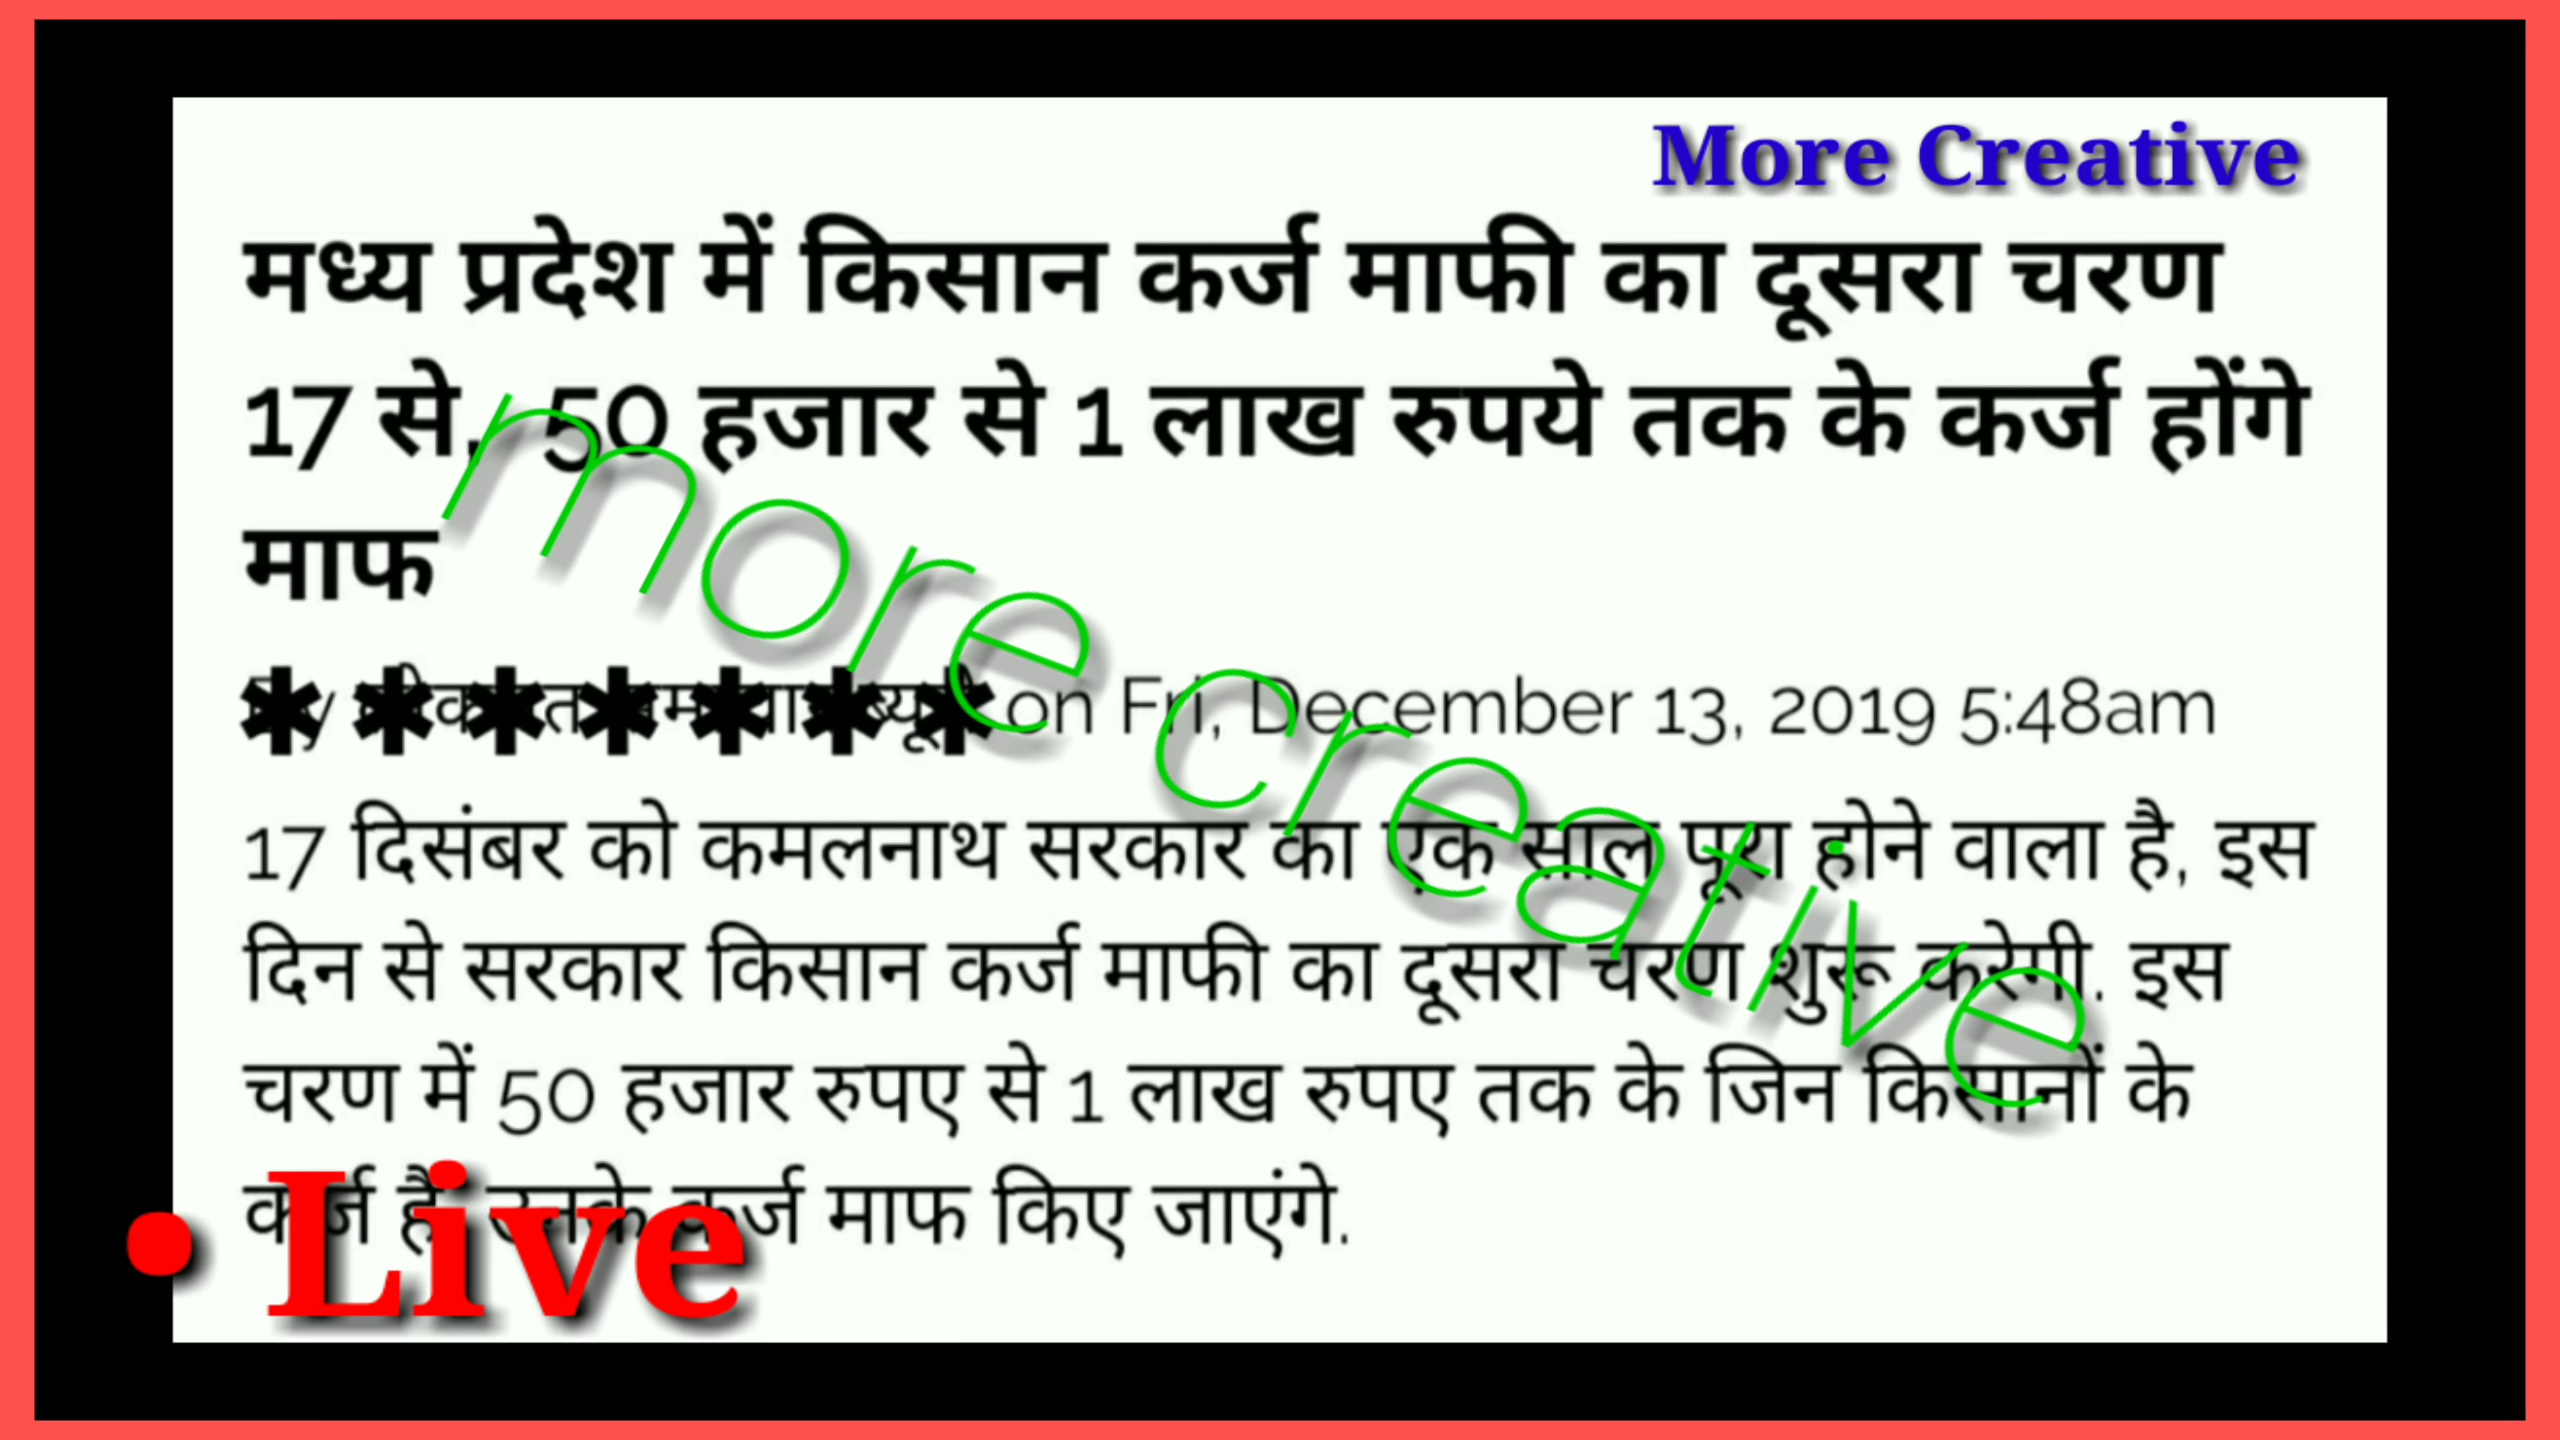 More Creative
मध्य प्रदेश में किसान कर्ज माफी का दूसरा चरण
17 से, 50 हजार से 1 लाख रुपये तक के कर्ज होंगे
माफ
more creative
on Fri, December 13, 2019 5:48am
17 दिसंबर को कमलनाथ सरकार का एक साल पूरा होने वाला है, इस
दिन से सरकार किसान कर्ज माफी का दूसरा चरण शुरू करेगी. इस
चरण में 50 हजार रुपए से 1 लाख रुपए तक के जिन किसानों के
कर्ज है उनके कर्ज माफ किए जाएंगे.
• Live